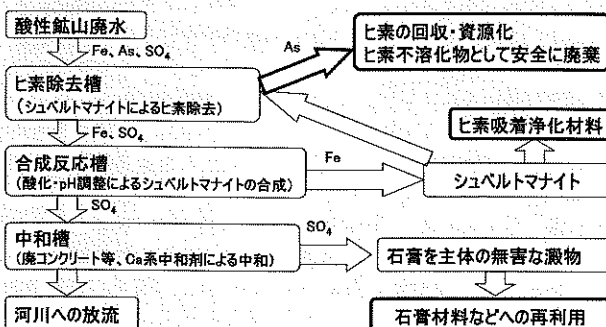 酸性鉱山廃水
Fe、As、SO₄
As
ヒ素の回収・資源化
ヒ素不溶化物として安全に廃棄
ヒ素除去槽
(シュベルトマナイトによるヒ素除去)
Fe、SO₄
ヒ素吸着浄化材料
合成反応槽
(酸化・pH調整によるシュベルトマナイトの合成)
Fe
シュベルトマナイト
SO₄
中和槽
(廃コンクリート等、Ca系中和剤による中和)
SO₄
石膏を主体の無害な澱物
河川への放流
石膏材料などへの再利用